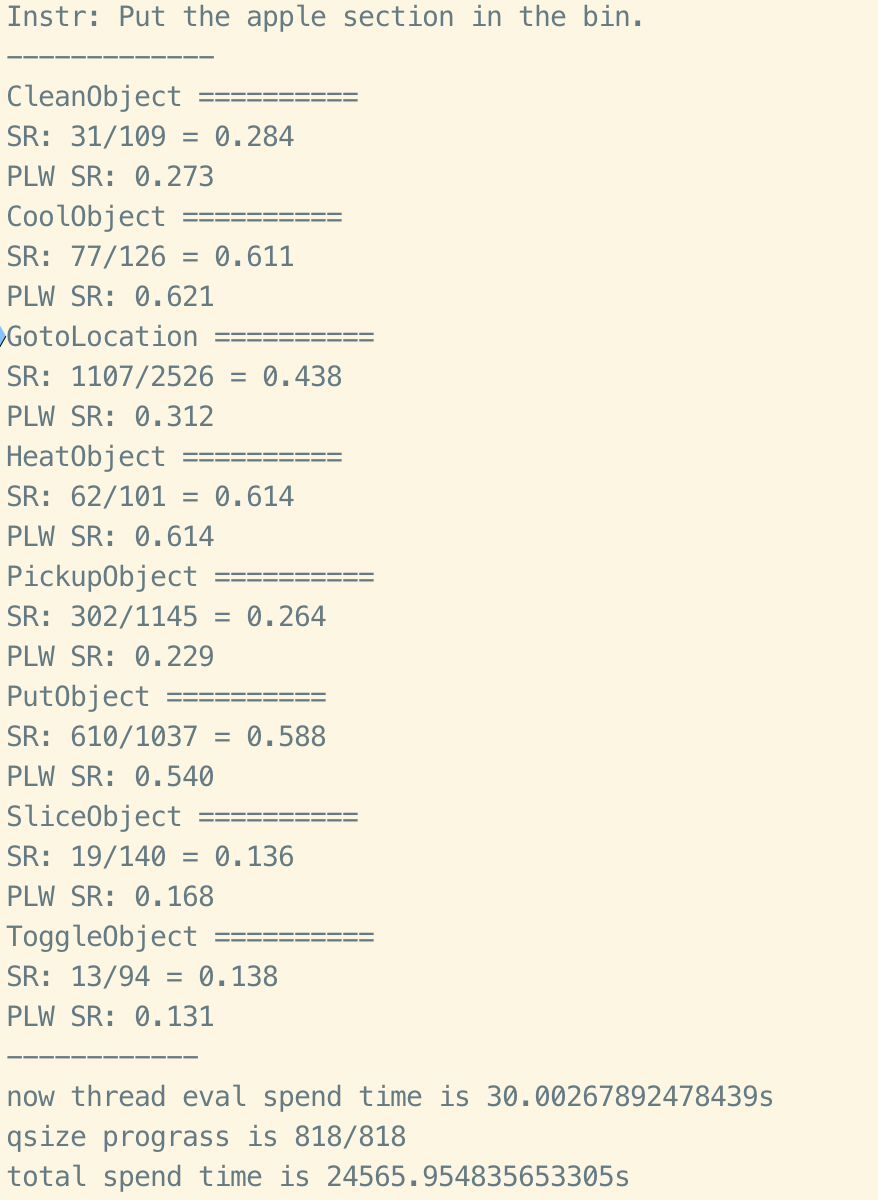 Instr: Put the apple section in the bin.
-------------
CleanObject ==========
SR: 31/109 = 0.284
PLW SR: 0.273
CoolObject ==========
SR: 77/126 = 0.611
PLW SR: 0.621
GotoLocation ==========
SR: 1107/2526 = 0.438
PLW SR: 0.312
HeatObject ==========
SR: 62/101 = 0.614
PLW SR: 0.614
PickupObject ==========
SR: 302/1145 = 0.264
PLW SR: 0.229
PutObject ==========
SR: 610/1037 = 0.588
PLW SR: 0.540
SliceObject ==========
SR: 19/140 = 0.136
PLW SR: 0.168
ToggleObject ==========
SR: 13/94 = 0.138
PLW SR: 0.131
------------
now thread eval spend time is 30.00267892478439s
qsize prograss is 818/818
total spend time is 24565.954835653305s